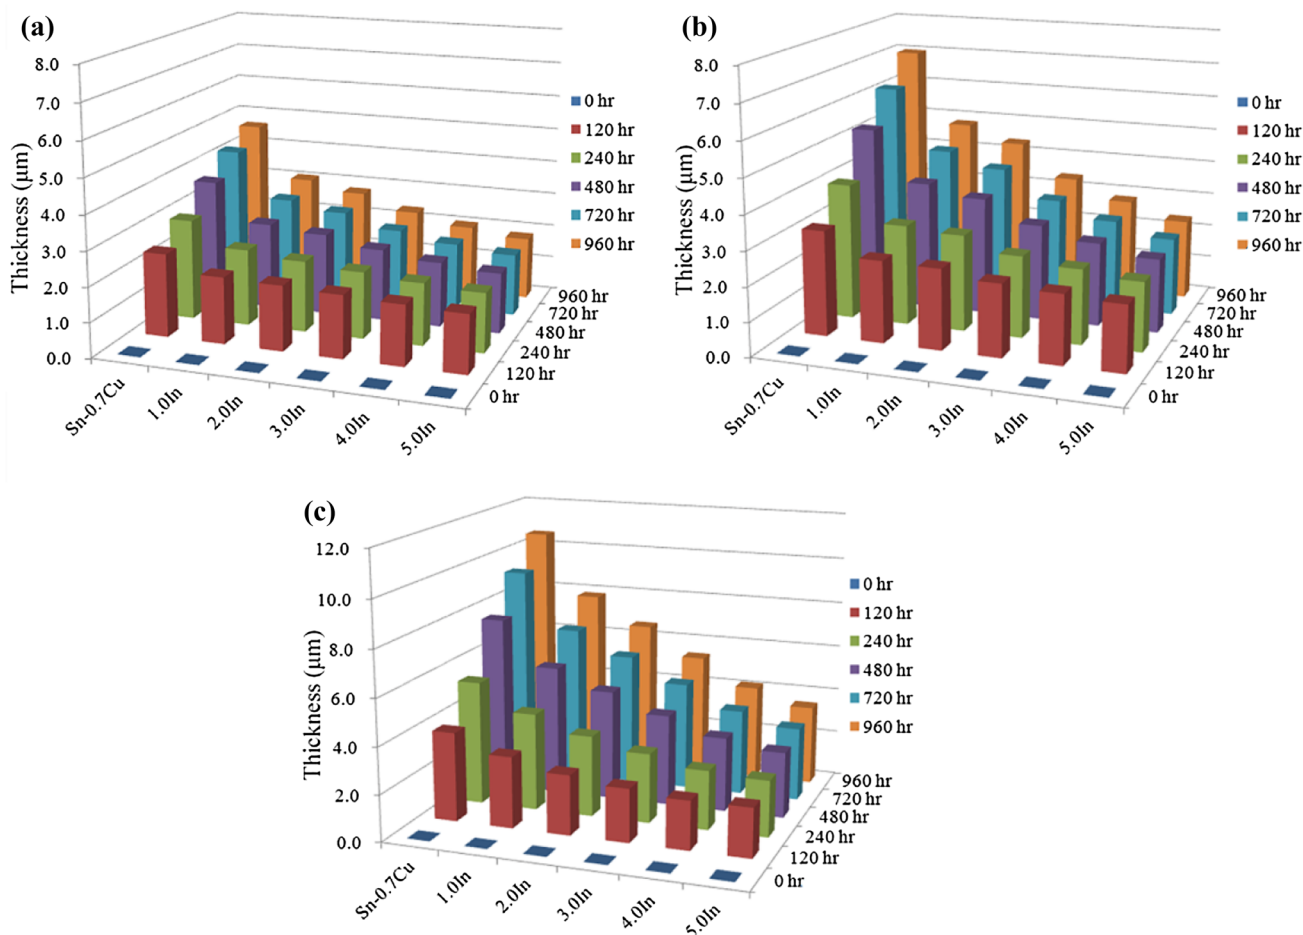 (a)
8.0
7.0
6.0
5.0
4.0
3.0
2.0
1.0
0.0
Thickness (µm)
Sn-0.7Cu
1.0In
2.0In
3.0In
4.0In
5.0In
960 hr
720 hr
480 hr
240 hr
120 hr
0 hr
0 hr
120 hr
240 hr
480 hr
720 hr
960 hr
(b)
8.0
7.0
6.0
5.0
4.0
3.0
2.0
1.0
0.0
Thickness (µm)
Sn-0.7Cu
1.0In
2.0In
3.0In
4.0In
5.0In
960 hr
720 hr
480 hr
240 hr
120 hr
0 hr
0 hr
120 hr
240 hr
480 hr
720 hr
960 hr
(c)
12.0
10.0
8.0
6.0
4.0
2.0
0.0
Thickness (µm)
Sn-0.7Cu
1.0In
2.0In
3.0In
4.0In
5.0In
960 hr
720 hr
480 hr
240 hr
120 hr
0 hr
0 hr
120 hr
240 hr
480 hr
720 hr
960 hr